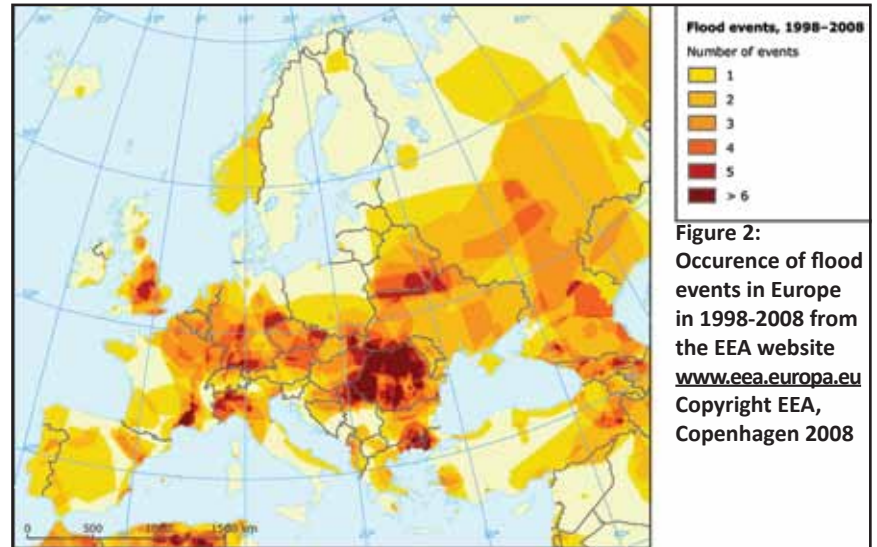 Flood events, 1998–2008
Number of events
1
2
3
4
5
> 6
Figure 2:
Occurence of flood
events in Europe
in 1998-2008 from
the EEA website
www.eea.europa.eu
Copyright EEA,
Copenhagen 2008
0 500 1000 1500 km